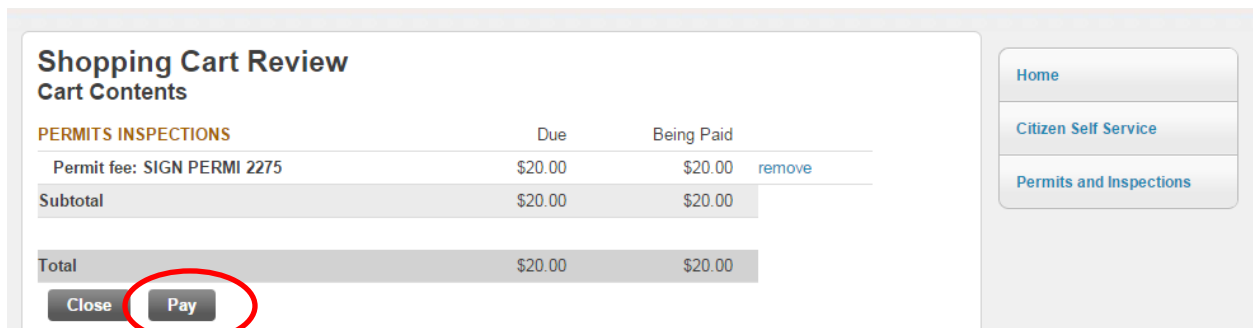 Shopping Cart Review
Cart Contents
PERMITS INSPECTIONS Due Being Paid
Permit fee: SIGN PERMI 2275 $20.00 $20.00 remove
Subtotal $20.00 $20.00
Total $20.00 $20.00
Close Pay
Home
Citizen Self Service
Permits and Inspections